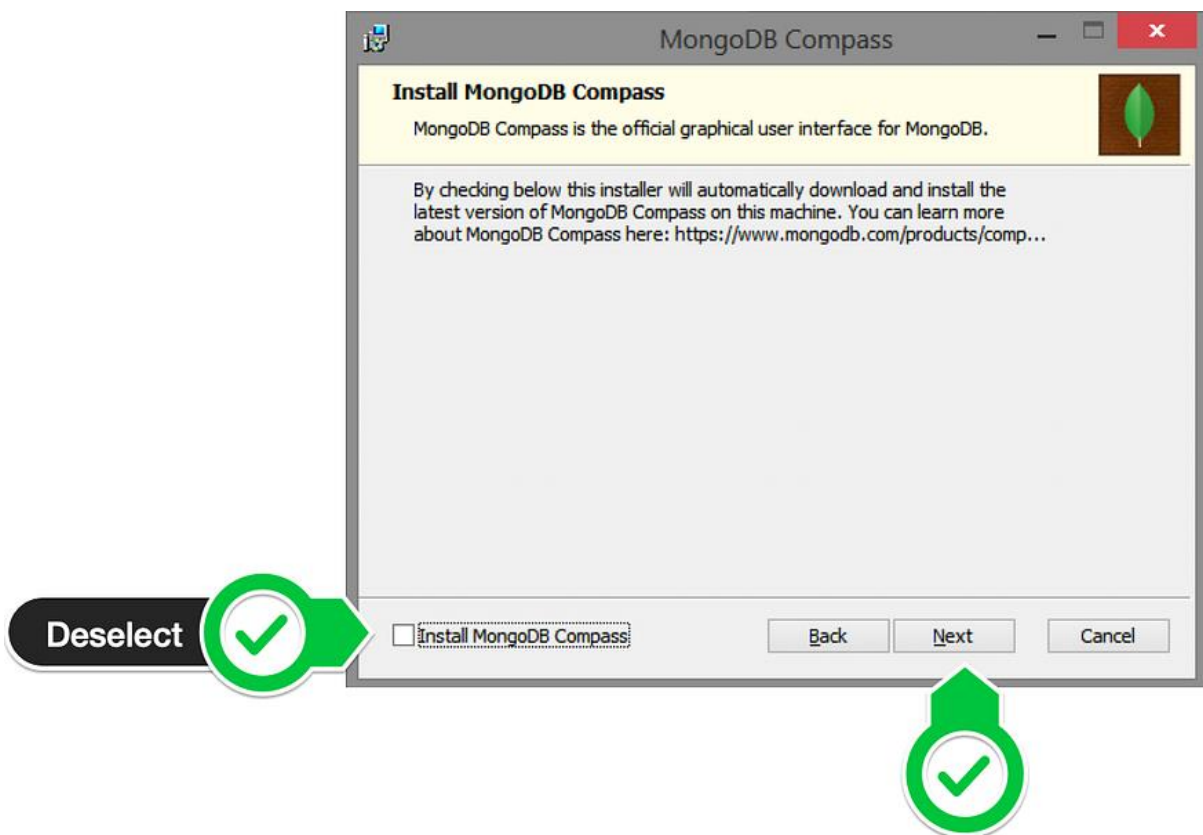 MongoDB Compass
Install MongoDB Compass
MongoDB Compass is the official graphical user interface for MongoDB.
By checking below this installer will automatically download and install the
latest version of MongoDB Compass on this machine. You can learn more
about MongoDB Compass here: https://www.mongodb.com/products/comp...
Deselect
Install MongoDB Compass
Back
Next
Cancel